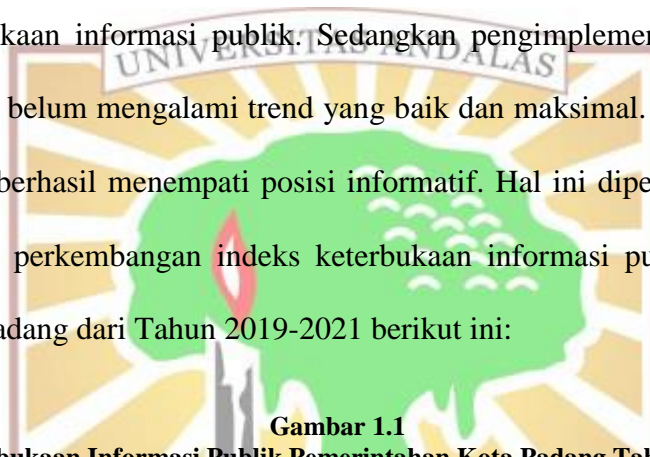 kaan informasi publik. Sedangkan pengimplemen
UNIVERSITAS ANDALAS
belum mengalami trend yang baik dan maksimal.
berhasil menempati posisi informatif. Hal ini dipe
perkembangan indeks keterbukaan informasi pu
adang dari Tahun 2019-2021 berikut ini:
Gambar 1.1
bukaan Informasi Publik Pemerintahan Kota Padang Tah